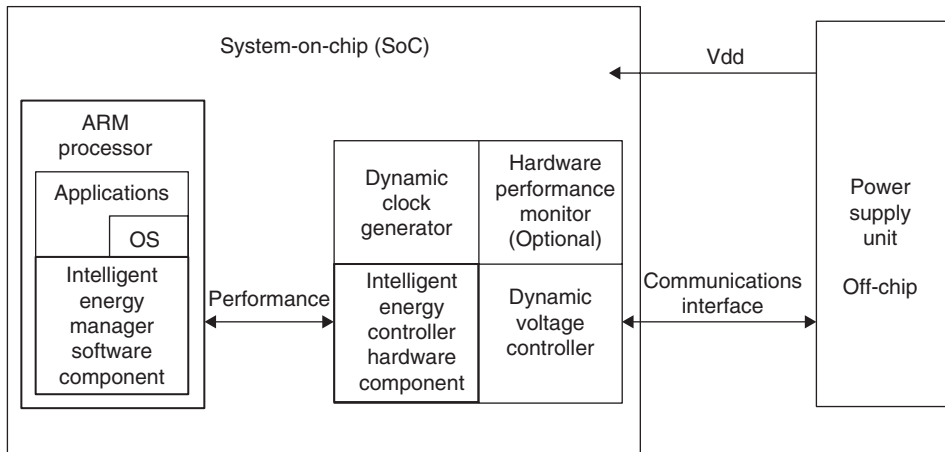 System-on-chip (SoC)
Vdd
ARM
processor
Applications
OS
Intelligent
energy
manager
software
component
Performance
Dynamic
clock
generator
Hardware
performance
monitor
(Optional)
Intelligent
energy
controller
hardware
component
Dynamic
voltage
controller
Communications
interface
Power
supply
unit
Off-chip